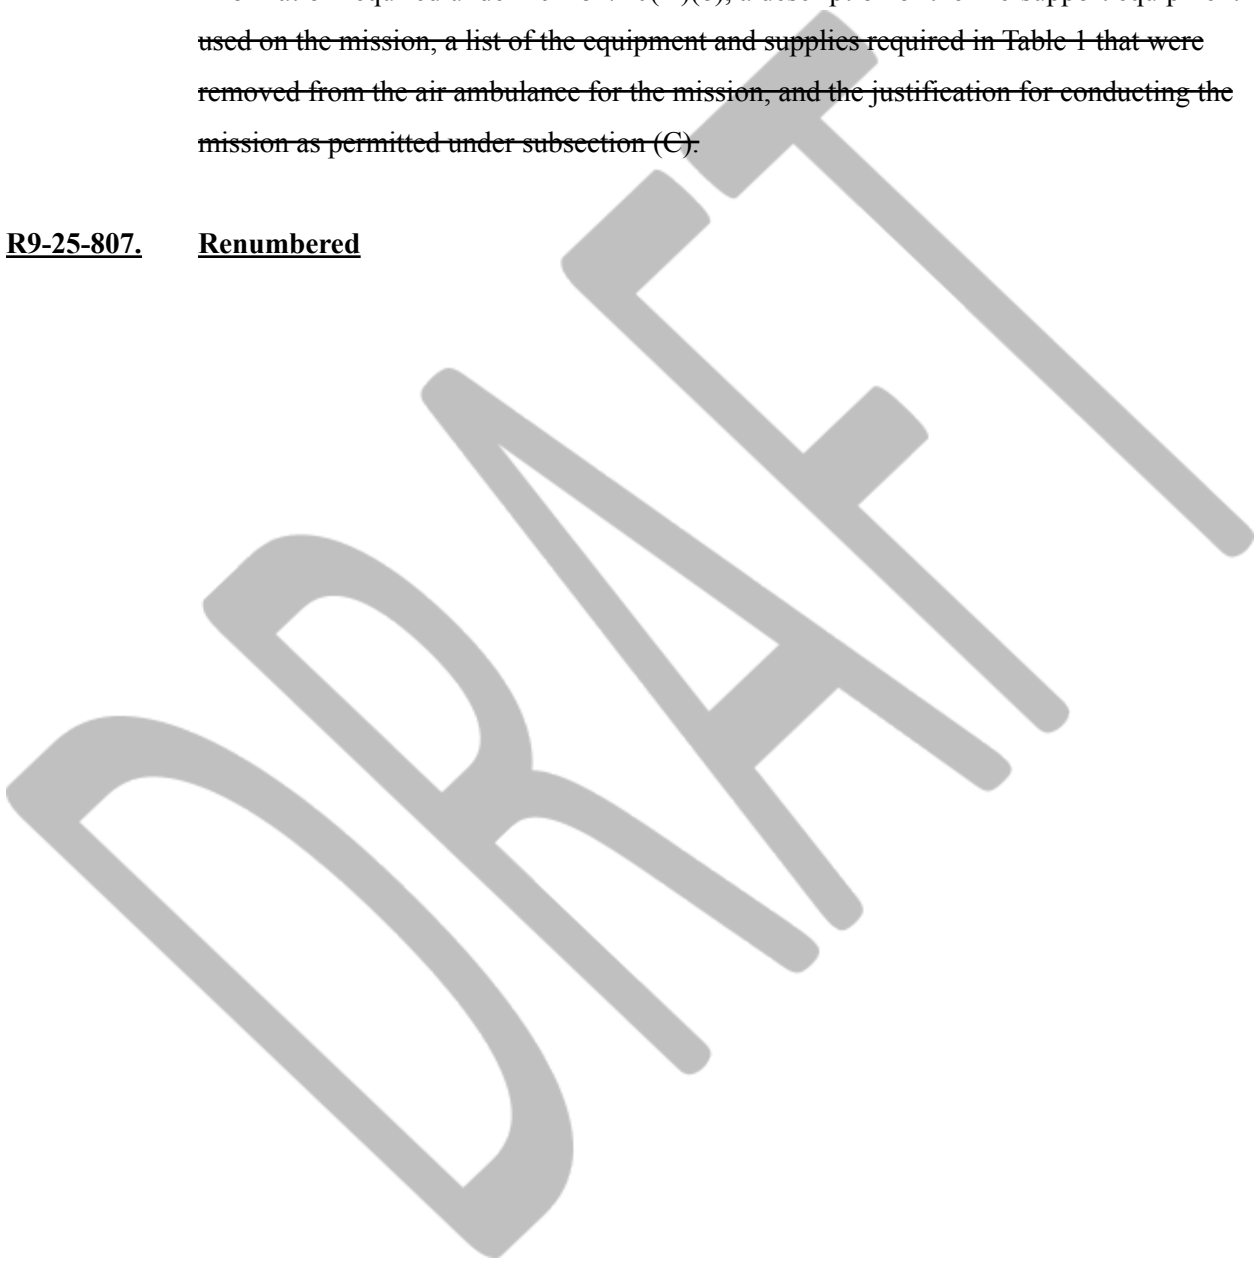 used on the mission, a list of the equipment and supplies required in Table 1 that were
removed from the air ambulance for the mission, and the justification for conducting the
mission as permitted under subsection (C).
R9-25-807. Renumbered
DRAFT